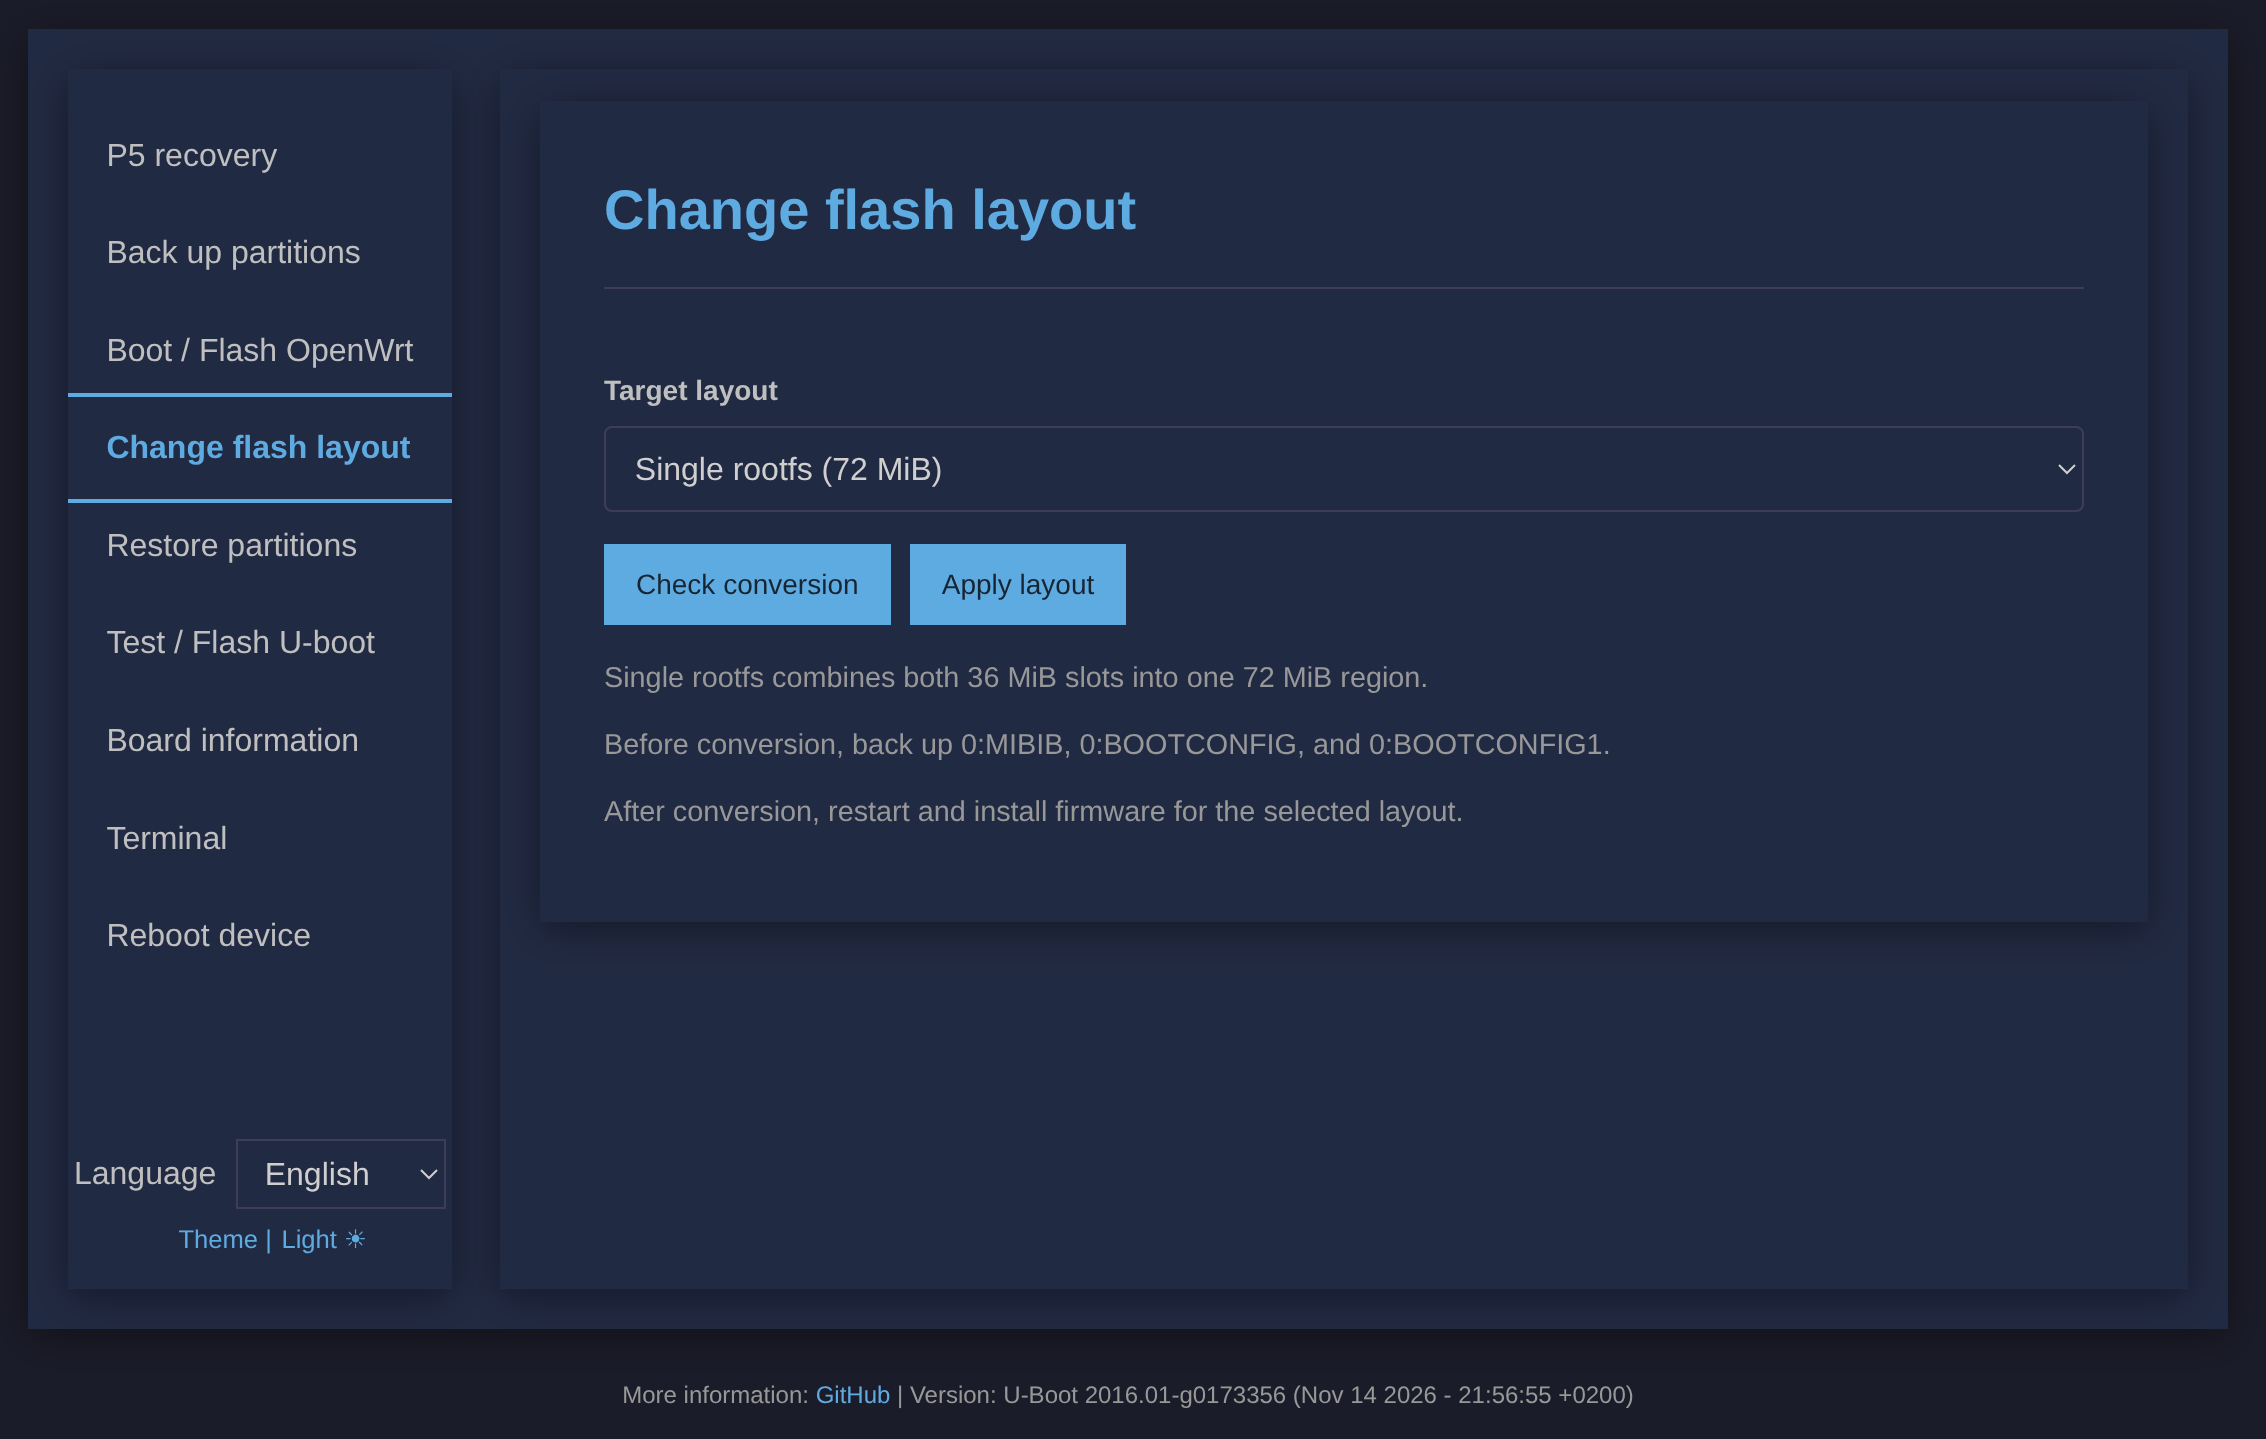 P5 recovery
Back up partitions
Boot / Flash OpenWrt
Change flash layout
Restore partitions
Test / Flash U-boot
Board information
Terminal
Reboot device
Language English
Theme | Light ☀
Change flash layout
Target layout
Single rootfs (72 MiB)
Check conversion Apply layout
Single rootfs combines both 36 MiB slots into one 72 MiB region.
Before conversion, back up 0:MIBIB, 0:BOOTCONFIG, and 0:BOOTCONFIG1.
After conversion, restart and install firmware for the selected layout.
More information: GitHub | Version: U-Boot 2016.01-g0173356 (Nov 14 2026 - 21:56:55 +0200)